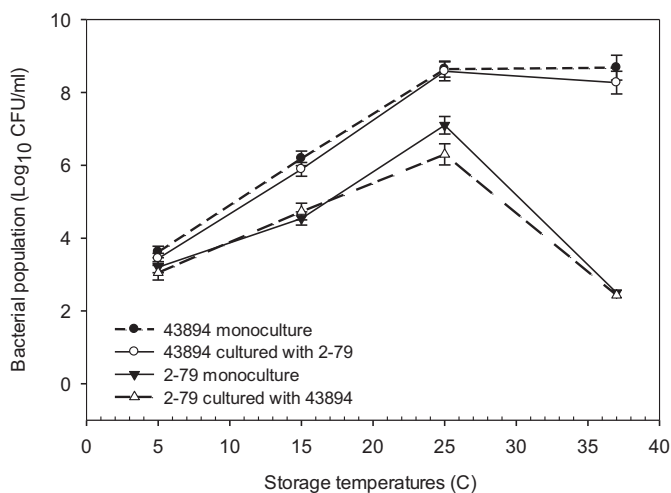 10
8
6
4
2
0
Bacterial population (Log10 CFU/ml)
43894 monoculture
43894 cultured with 2-79
2-79 monoculture
2-79 cultured with 43894
0 5 10 15 20 25 30 35 40
Storage temperatures (C)